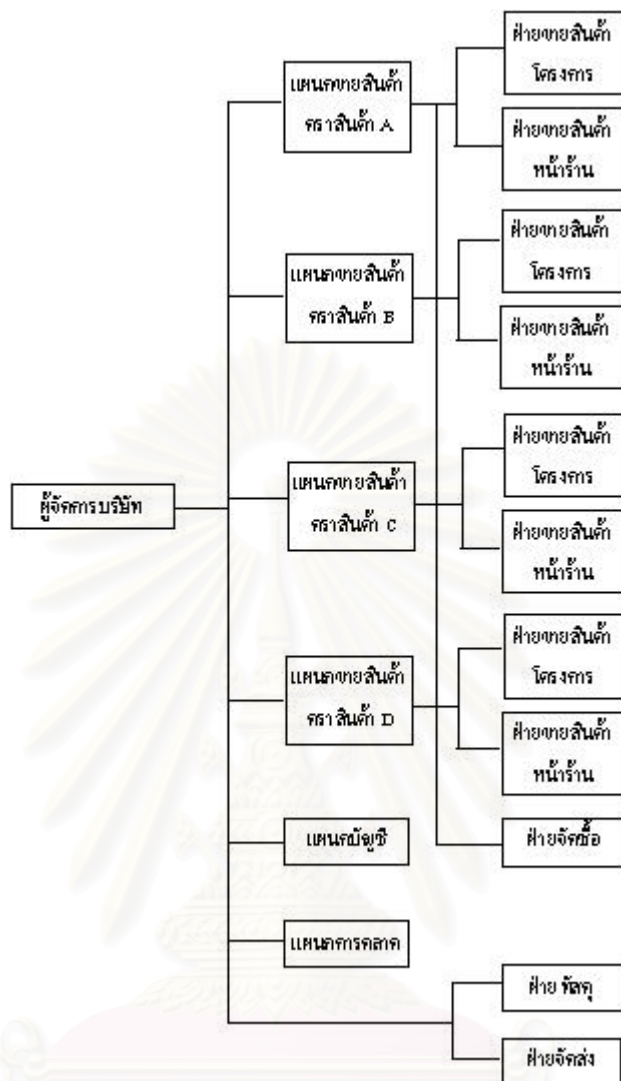 ฝ่ายขายสินค้า
โครงการ
แผนกขายสินค้า
ตราสินค้า A
ฝ่ายขายสินค้า
หน้าร้าน
ฝ่ายขายสินค้า
โครงการ
แผนกขายสินค้า
ตราสินค้า B
ฝ่ายขายสินค้า
หน้าร้าน
ฝ่ายขายสินค้า
โครงการ
แผนกขายสินค้า
ตราสินค้า C
ผู้จัดการบริษัท
ฝ่ายขายสินค้า
หน้าร้าน
ฝ่ายขายสินค้า
โครงการ
แผนกขายสินค้า
ตราสินค้า D
ฝ่ายขายสินค้า
หน้าร้าน
แผนกบัญชี
ฝ่ายจัดซื้อ
แผนกการตลาด
ฝ่ายพัสดุ
ฝ่ายจัดส่ง